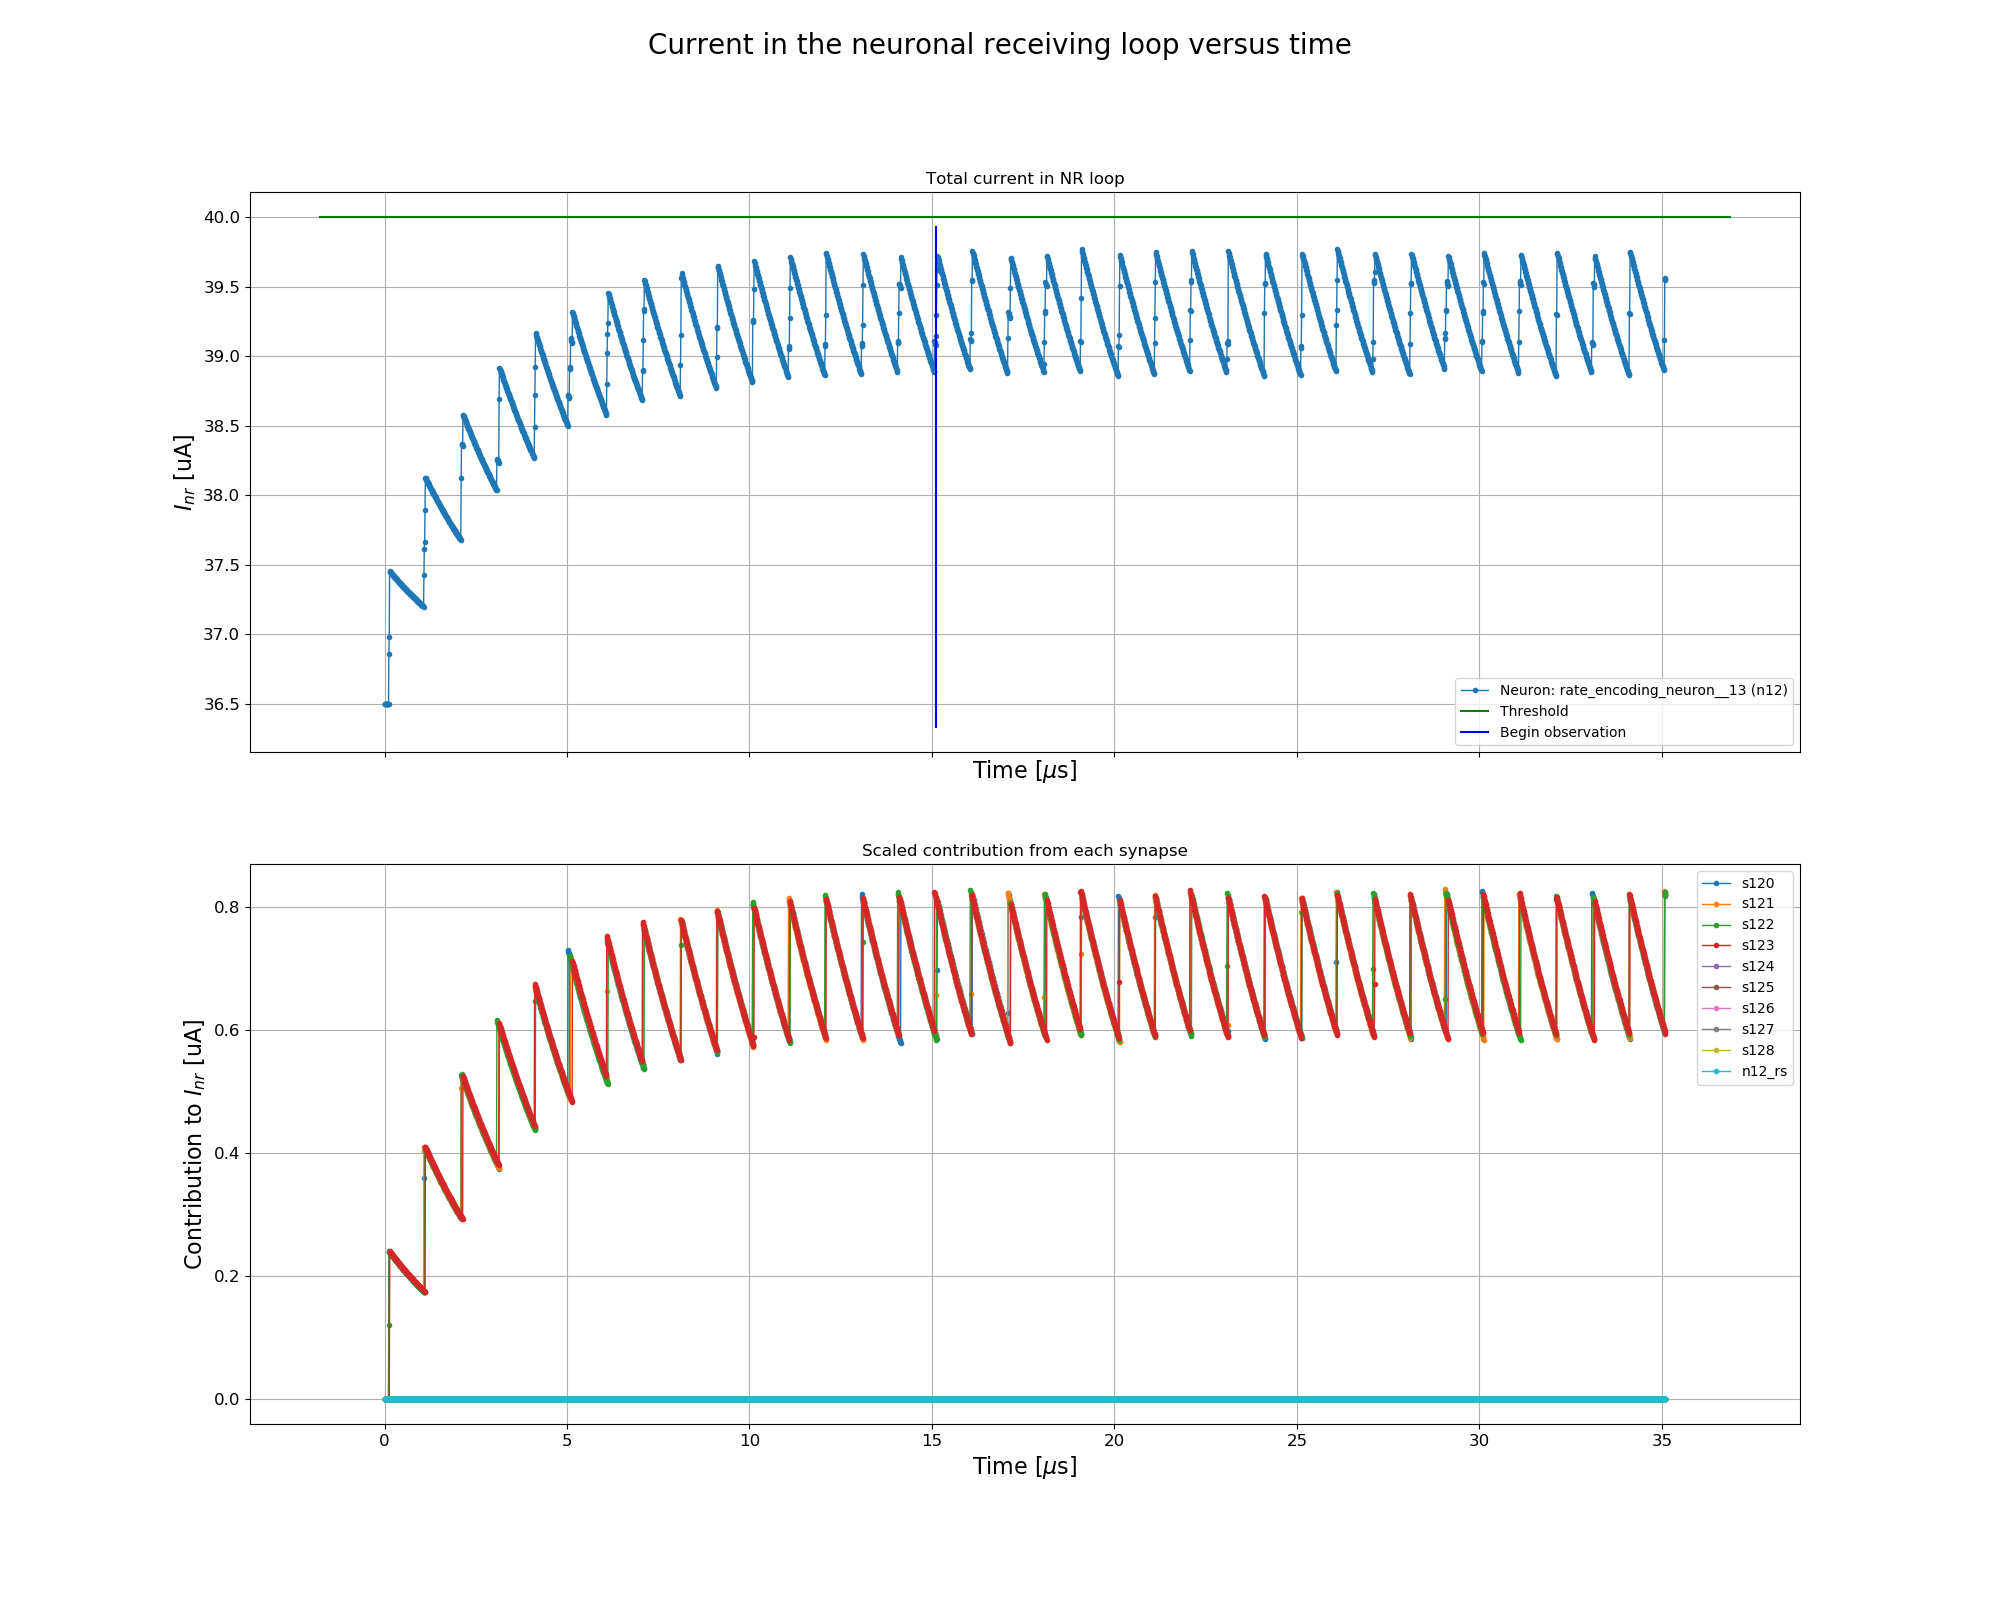 Current in the neuronal receiving loop versus time
Total current in NR loop
40.0
39.5
39.0
38.5
38.0
37.5
37.0
36.5
I_nr [uA]
Neuron: rate_encoding_neuron__13 (n12)
Threshold
Begin observation
Time [μs]
Scaled contribution from each synapse
0.8
0.6
0.4
0.2
0.0
Contribution to I_nr [uA]
s120
s121
s122
s123
s124
s125
s126
s127
s128
n12_rs
0 5 10 15 20 25 30 35
Time [μs]